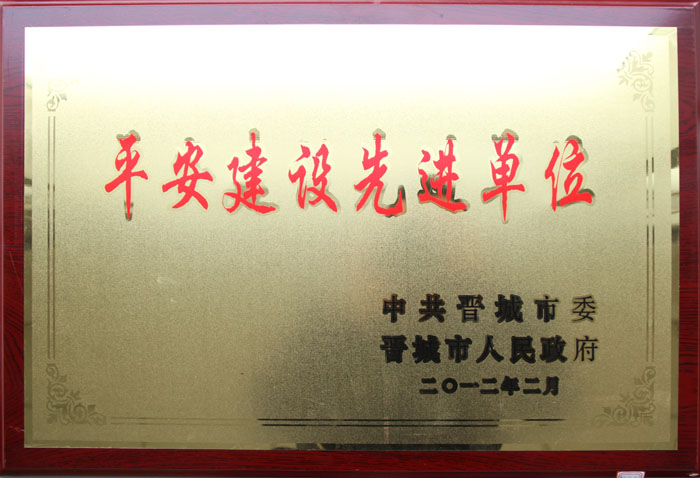 平安建设先进单位
中共晋城市委
晋城市人民政府
二〇一二年二月